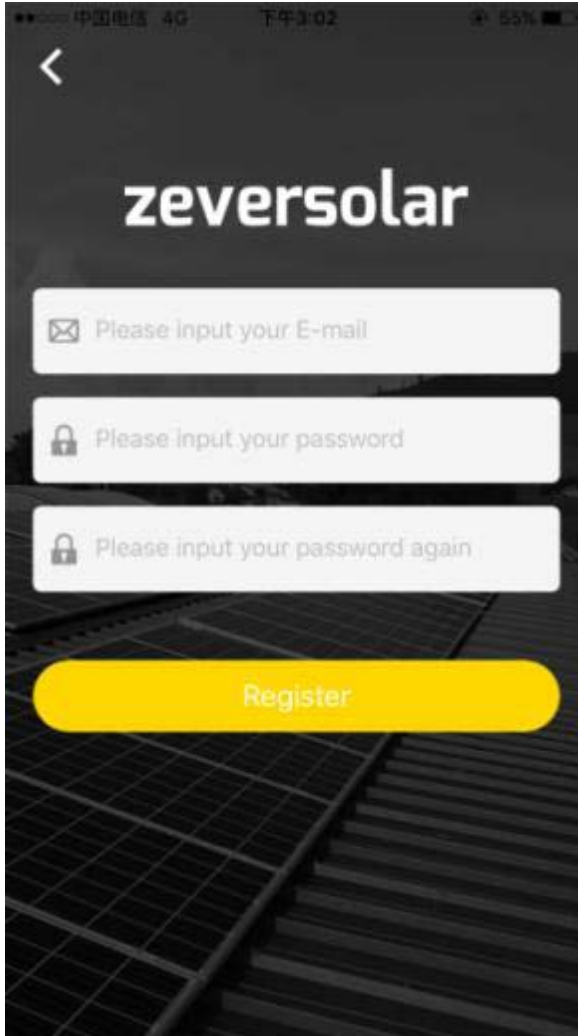 中国电信 4G 下午3:02 55%
zeversolar
Please input your E-mail
Please input your password
Please input your password again
Register